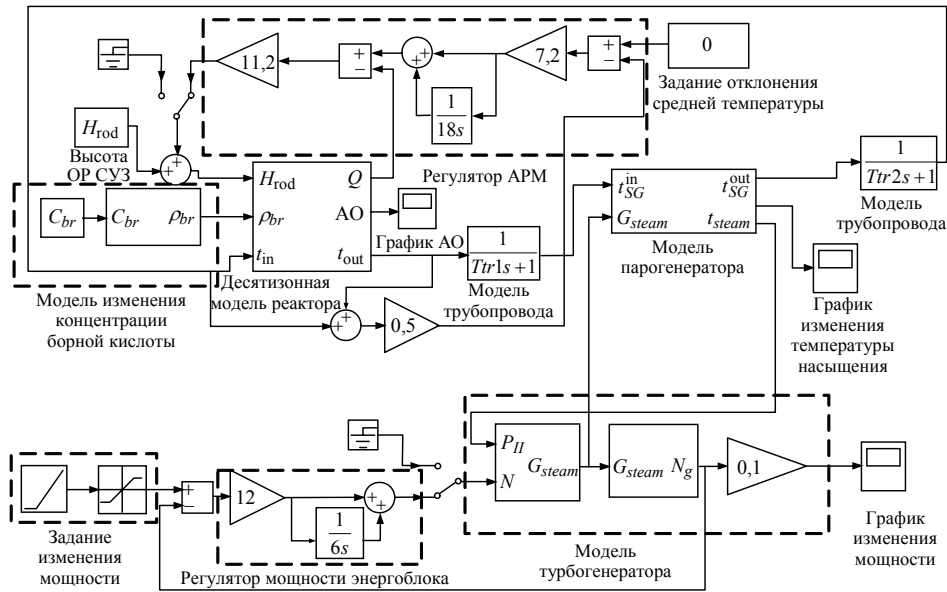 11,2
+
−
+
+
7,2
+
−
0
Задание отклонения
средней температуры
1
18s
H_rod
Высота
ОР СУЗ
+
+
Регулятор АРМ
H_rod
Q
ρ_br
АО
t_in
t_out
График АО
C_br
C_br
ρ_br
Модель изменения
концентрации
борной кислоты
Десятизонная
модель реактора
1
Ttr1s+1
Модель
трубопровода
t_SG^in
t_SG^out
G_steam
t_steam
Модель
парогенератора
1
Ttr2s+1
Модель
трубопровода
График
изменения
температуры
насыщения
+
+
0,5
P_II
G_steam
N
G_steam
N_g
0,1
Модель
турбогенератора
График
изменения
мощности
+
−
12
+
+
1
6s
Регулятор мощности энергоблока
Задание
изменения
мощности